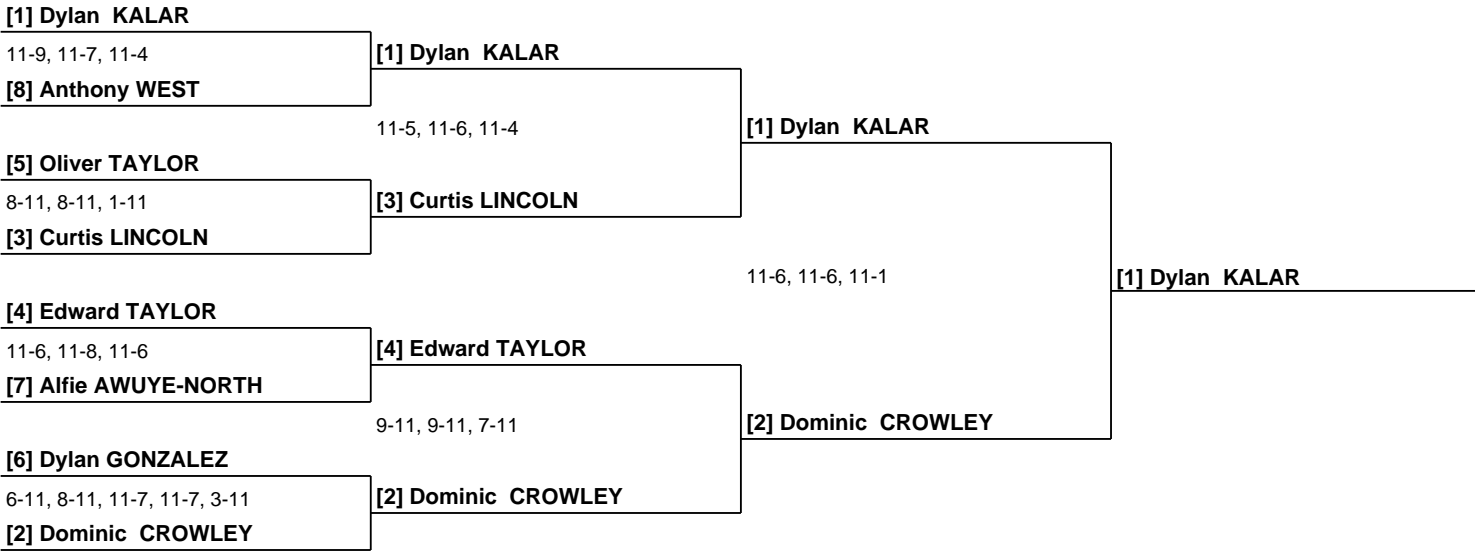 [1] Dylan  KALAR
11-9, 11-7, 11-4
[8] Anthony WEST
[1] Dylan  KALAR
11-5, 11-6, 11-4
[1] Dylan  KALAR
[5] Oliver TAYLOR
8-11, 8-11, 1-11
[3] Curtis LINCOLN
[3] Curtis LINCOLN
11-6, 11-6, 11-1
[1] Dylan  KALAR
[4] Edward TAYLOR
11-6, 11-8, 11-6
[7] Alfie AWUYE-NORTH
[4] Edward TAYLOR
9-11, 9-11, 7-11
[2] Dominic  CROWLEY
[6] Dylan GONZALEZ
6-11, 8-11, 11-7, 11-7, 3-11
[2] Dominic  CROWLEY
[2] Dominic  CROWLEY